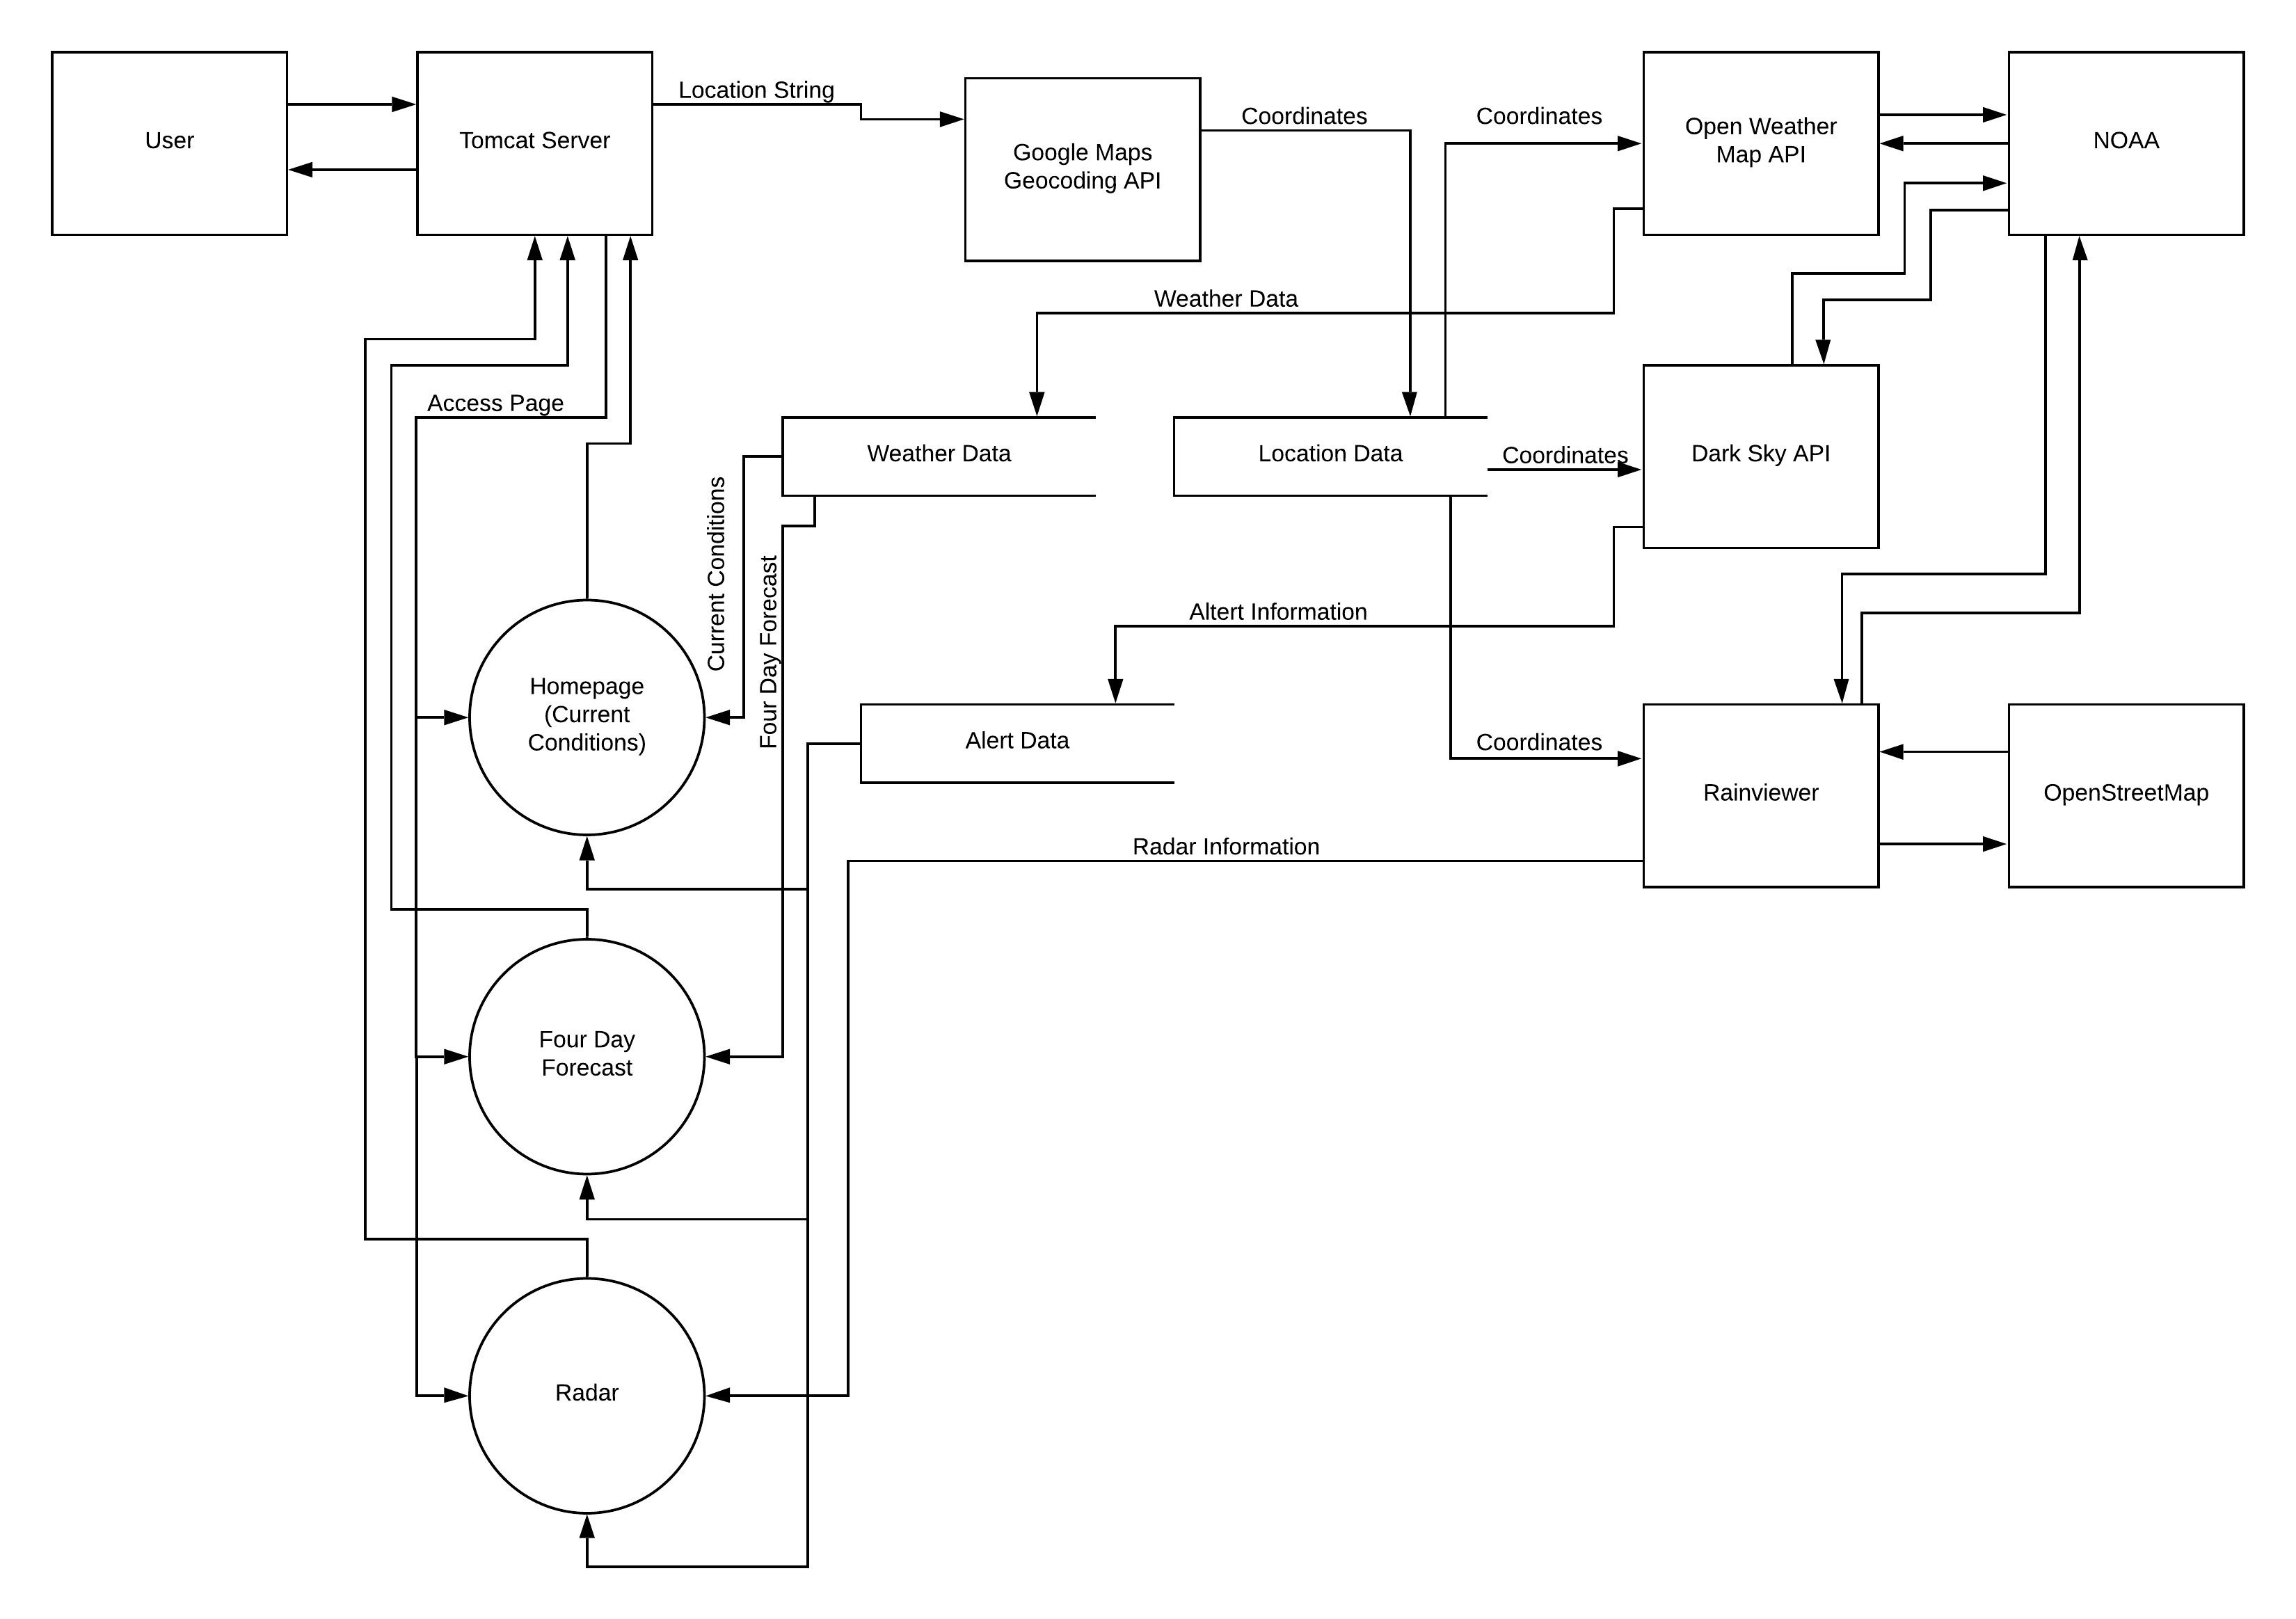 User
Tomcat Server
Location String
Google Maps
Geocoding API
Coordinates
Coordinates
Open Weather
Map API
NOAA
Weather Data
Access Page
Weather Data
Location Data
Coordinates
Dark Sky API
Current Conditions
Four Day Forecast
Altert Information
Homepage
(Current
Conditions)
Alert Data
Coordinates
Rainviewer
OpenStreetMap
Radar Information
Four Day
Forecast
Radar